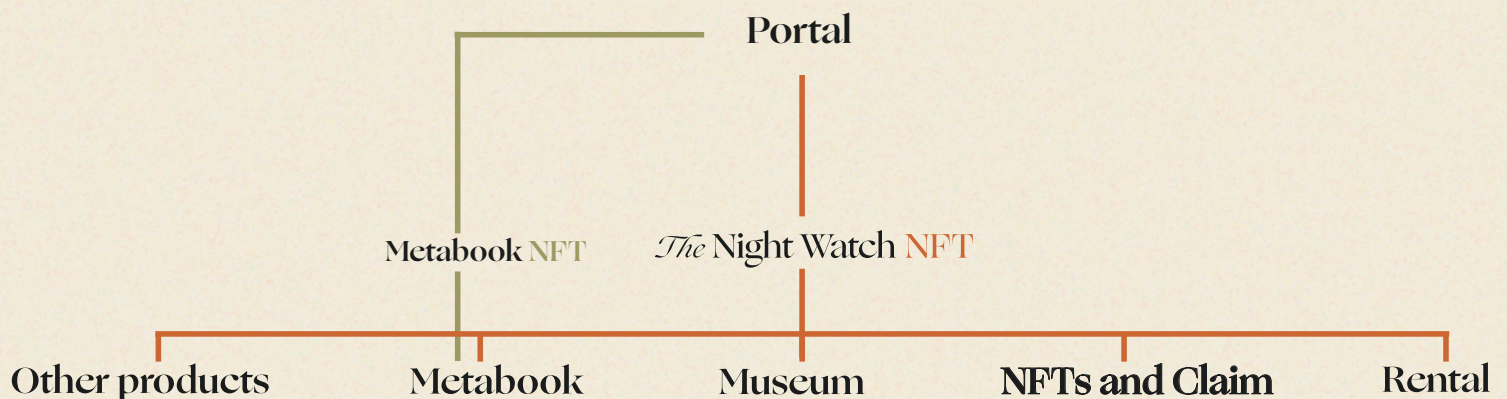 Portal
Metabook NFT
The Night Watch NFT
Other products
Metabook
Museum
NFTs and Claim
Rental